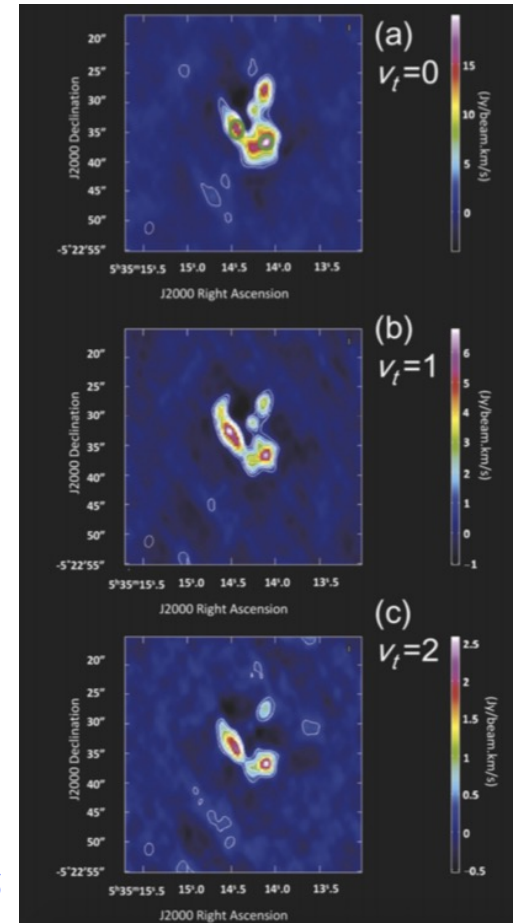 (a)
v_t=0
20"
25"
30"
35"
40"
45"
50"
-5°22'55"
J2000 Declination
5ʰ35ᵐ15ˢ.5 15ˢ.0 14ˢ.5 14ˢ.0 13ˢ.5
J2000 Right Ascension
15
10
5
0
(Jy/beam.km/s)
(b)
v_t=1
20"
25"
30"
35"
40"
45"
50"
-5°22'55"
J2000 Declination
5ʰ35ᵐ15ˢ.5 15ˢ.0 14ˢ.5 14ˢ.0 13ˢ.5
J2000 Right Ascension
6
5
4
3
2
1
0
−1
(Jy/beam.km/s)
(c)
v_t=2
20"
25"
30"
35"
40"
45"
50"
-5°22'55"
J2000 Declination
5ʰ35ᵐ15ˢ.5 15ˢ.0 14ˢ.5 14ˢ.0 13ˢ.5
J2000 Right Ascension
2.5
2
1.5
1
0.5
0
−0.5
(Jy/beam.km/s)